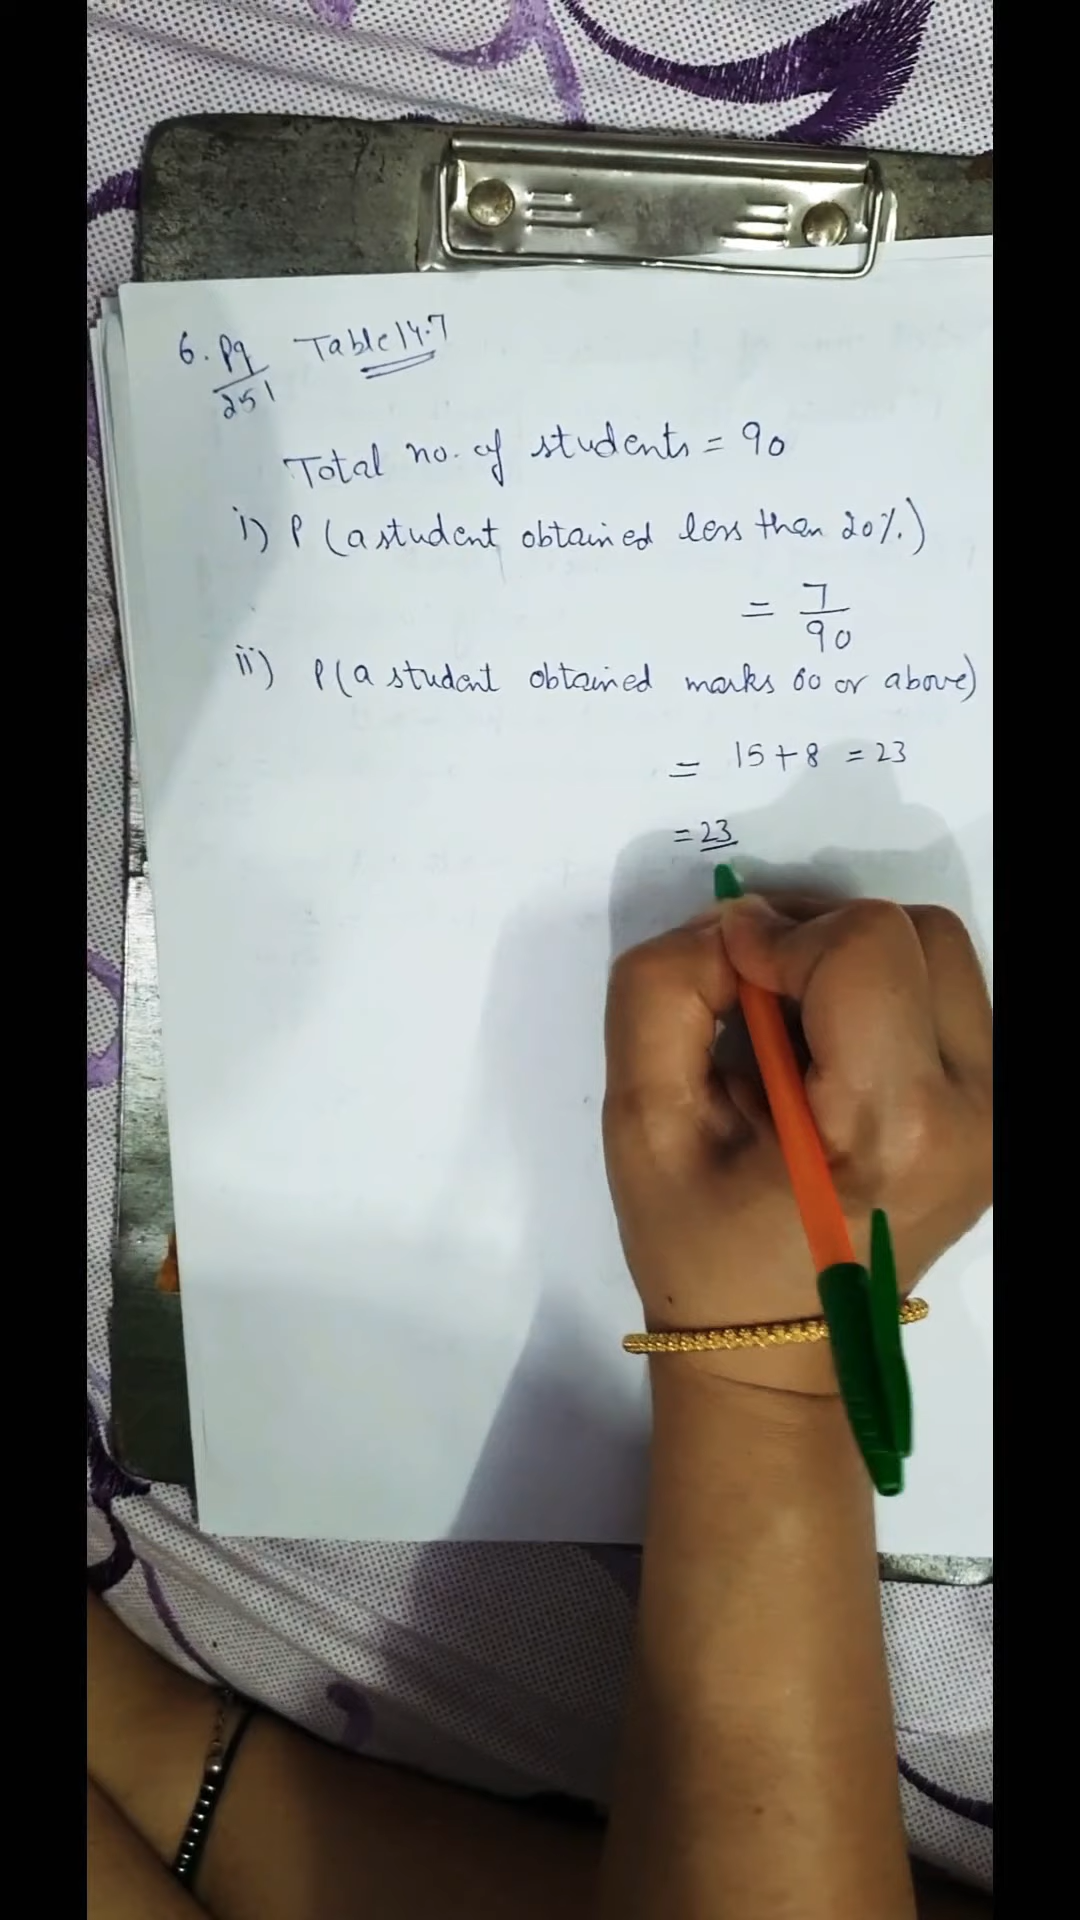 6. Pg Table 14.7
251
Total no. of students = 90
i) P (a student obtained less than 20%.)
= 7/90
ii) P (a student obtained marks 60 or above)
= 15+8 = 23
= 23